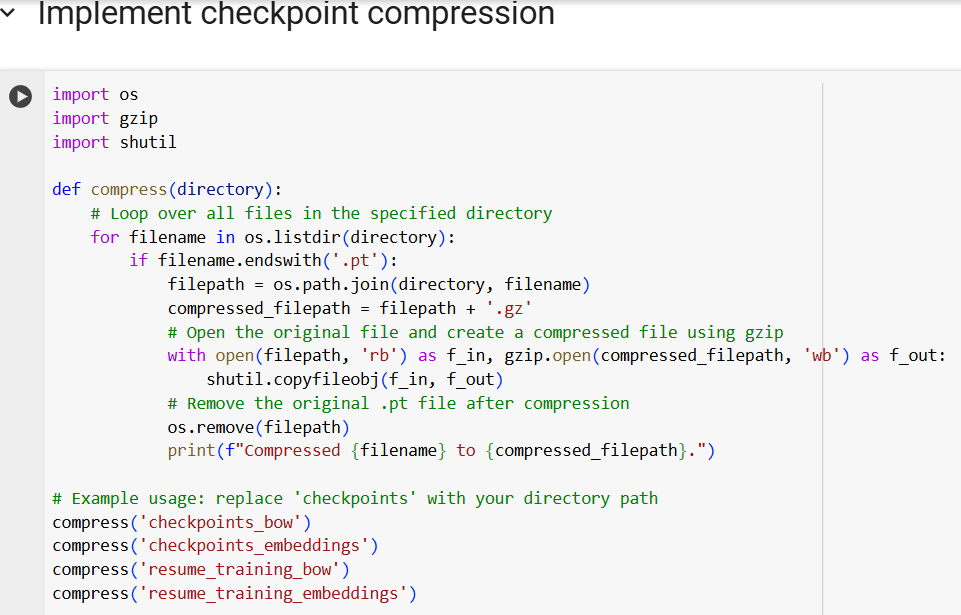 Implement checkpoint compression
import os
import gzip
import shutil
def compress(directory):
    # Loop over all files in the specified directory
    for filename in os.listdir(directory):
        if filename.endswith('.pt'):
            filepath = os.path.join(directory, filename)
            compressed_filepath = filepath + '.gz'
            # Open the original file and create a compressed file using gzip
            with open(filepath, 'rb') as f_in, gzip.open(compressed_filepath, 'wb') as f_out:
                shutil.copyfileobj(f_in, f_out)
            # Remove the original .pt file after compression
            os.remove(filepath)
            print(f"Compressed {filename} to {compressed_filepath}.")
# Example usage: replace 'checkpoints' with your directory path
compress('checkpoints_bow')
compress('checkpoints_embeddings')
compress('resume_training_bow')
compress('resume_training_embeddings')